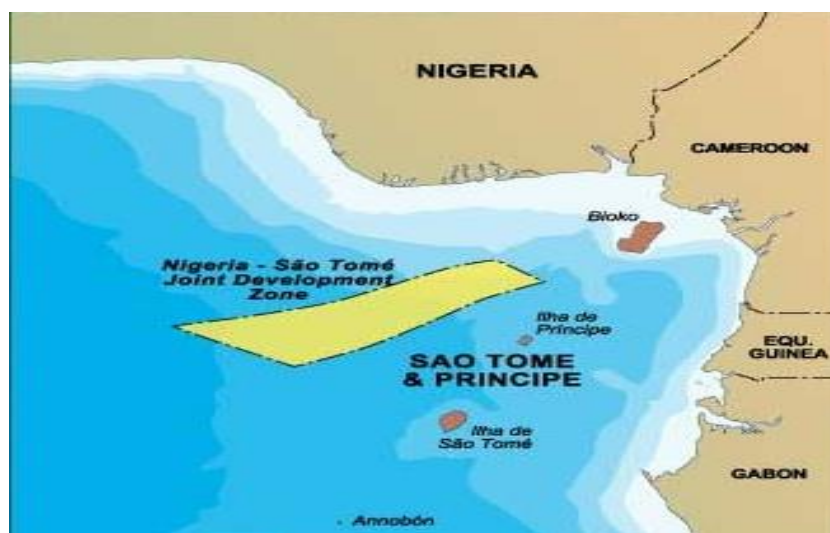 NIGERIA
CAMEROON
Bioko
Nigeria - São Tomé
Joint Development
Zone
Ilha de
Príncipe
EQU.
GUINEA
SAO TOME
& PRINCIPE
Ilha de
São Tomé
GABON
Annobón